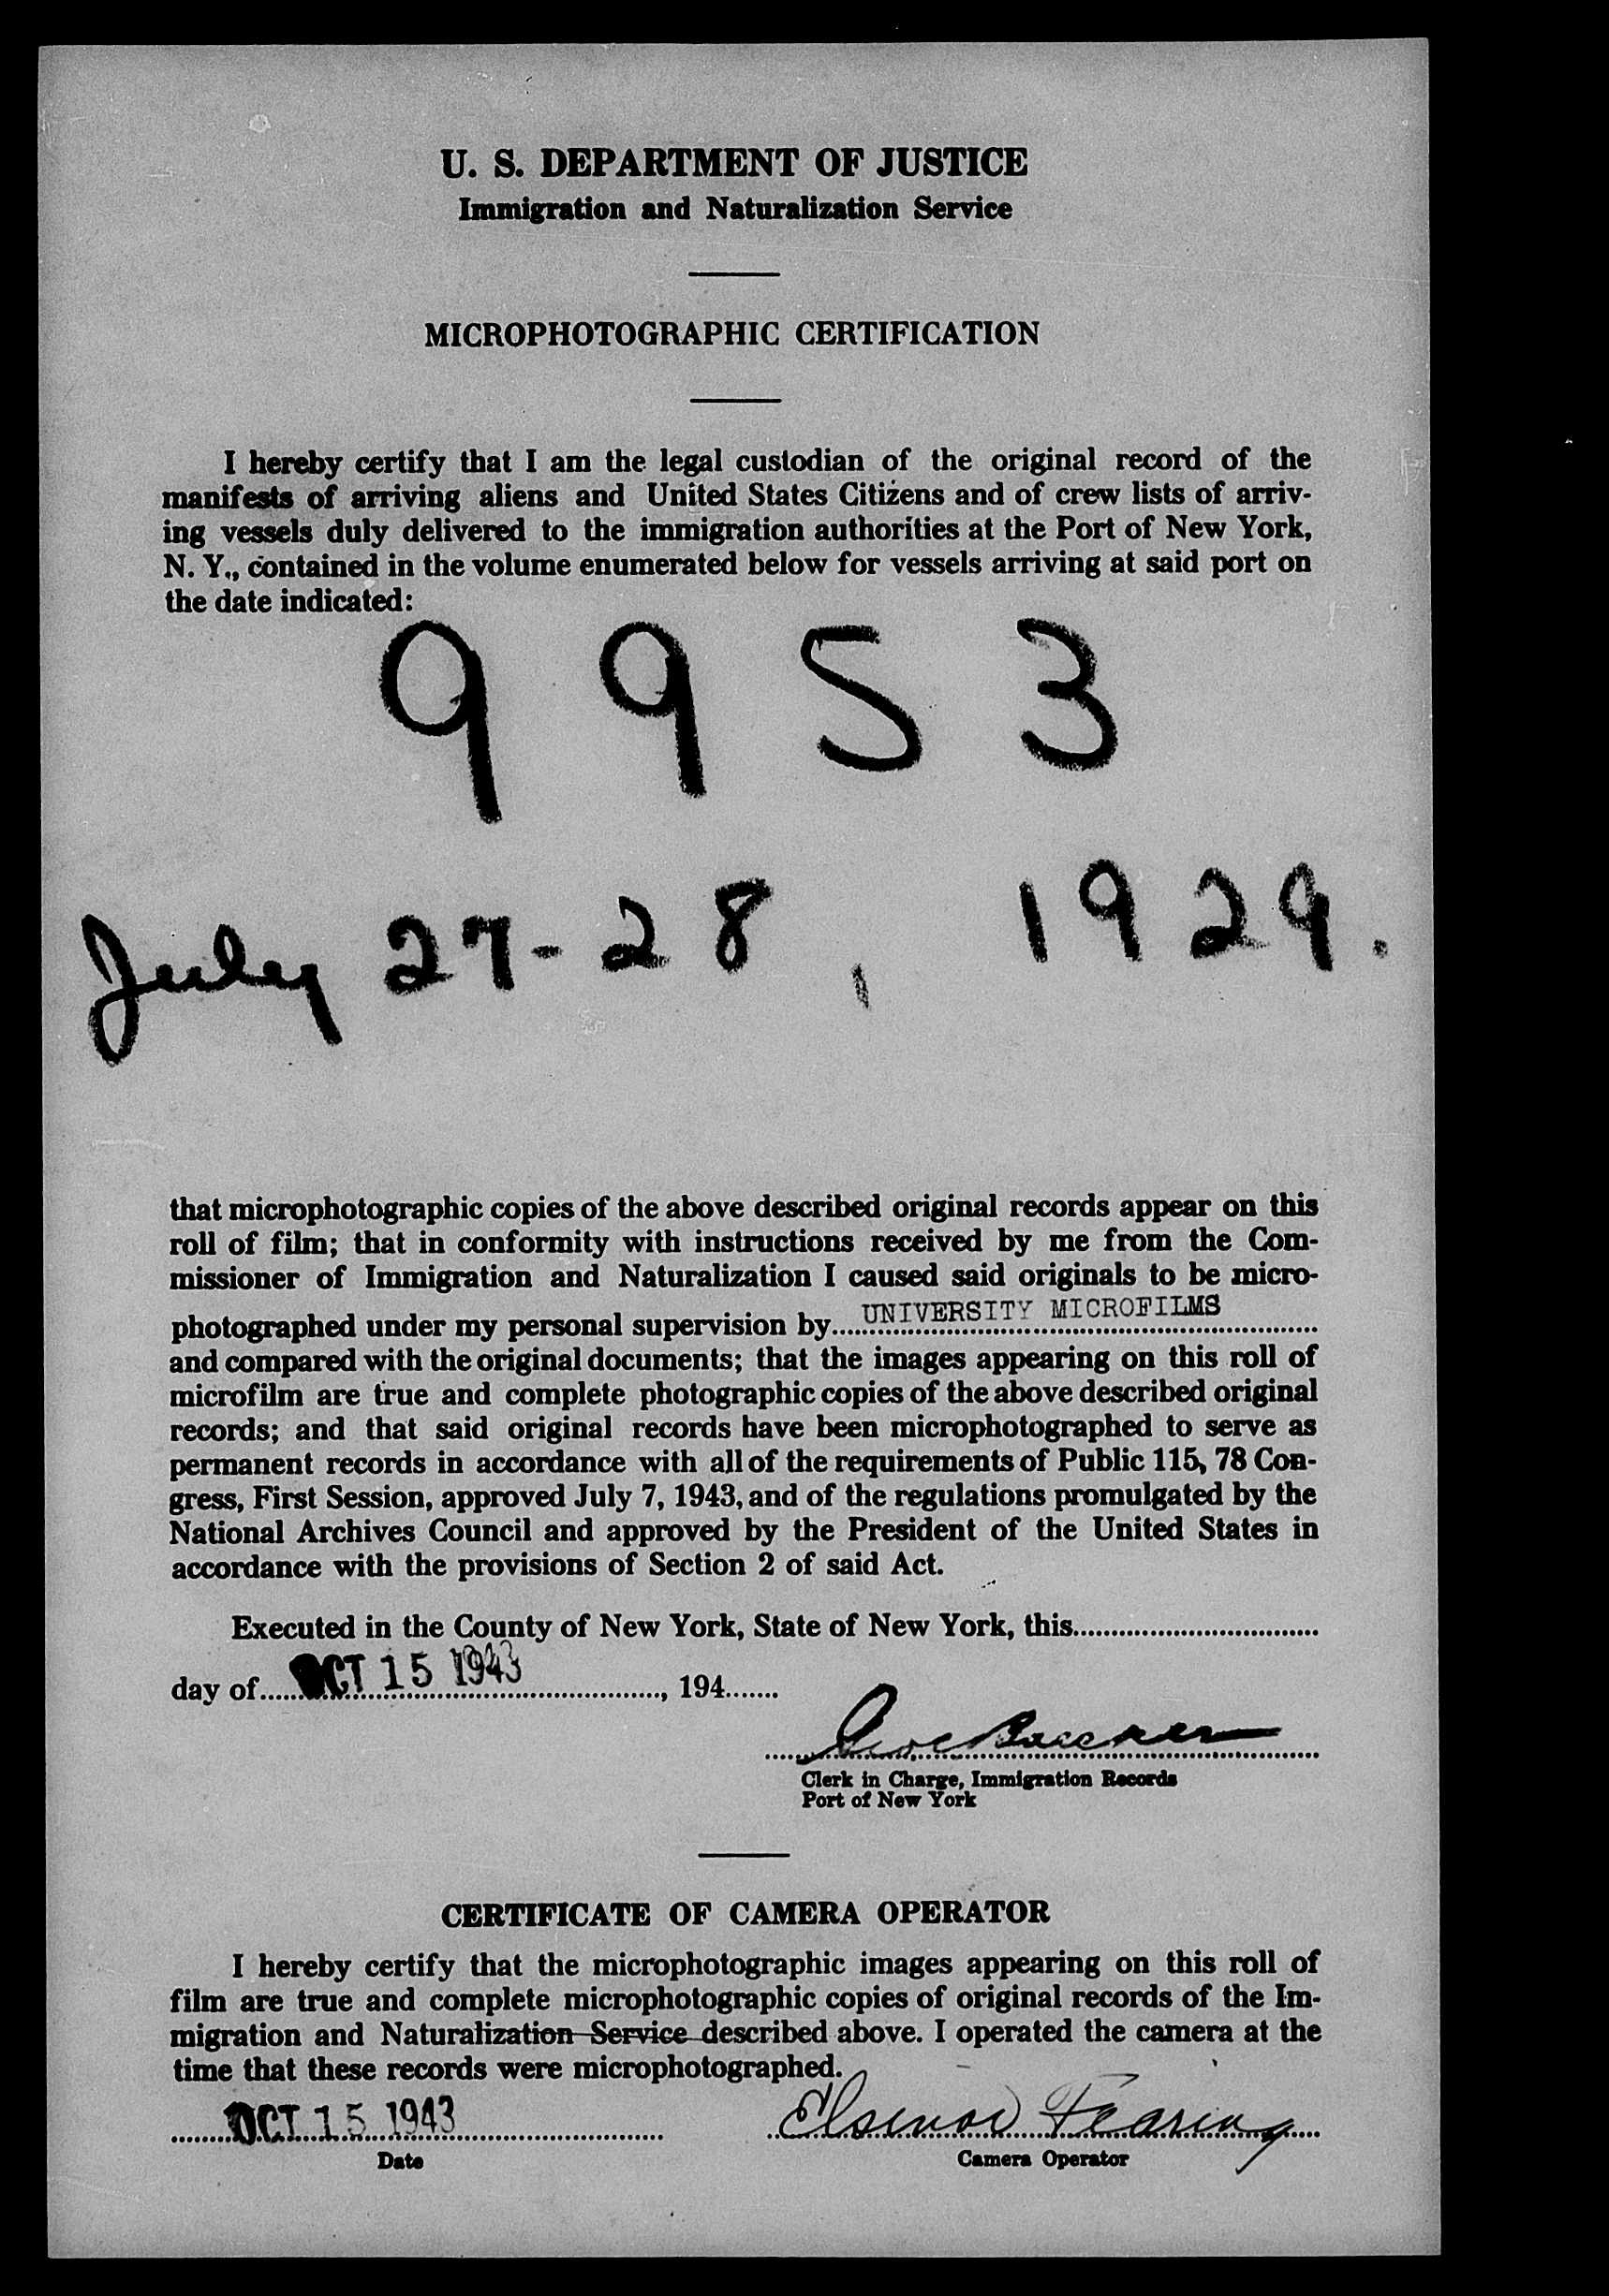 U. S. DEPARTMENT OF JUSTICE
Immigration and Naturalization Service
MICROPHOTOGRAPHIC CERTIFICATION
I hereby certify that I am the legal custodian of the original record of the
manifests of arriving aliens and United States Citizens and of crew lists of arriv-
ing vessels duly delivered to the immigration authorities at the Port of New York,
N. Y., contained in the volume enumerated below for vessels arriving at said port on
the date indicated:
9953
July 27-28, 1929.
that microphotographic copies of the above described original records appear on this
roll of film; that in conformity with instructions received by me from the Com-
missioner of Immigration and Naturalization I caused said originals to be micro-
photographed under my personal supervision by UNIVERSITY MICROFILMS
and compared with the original documents; that the images appearing on this roll of
microfilm are true and complete photographic copies of the above described original
records; and that said original records have been microphotographed to serve as
permanent records in accordance with all of the requirements of Public 115, 78 Con-
gress, First Session, approved July 7, 1943, and of the regulations promulgated by the
National Archives Council and approved by the President of the United States in
accordance with the provisions of Section 2 of said Act.
Executed in the County of New York, State of New York, this
day of OCT 15 1943, 194
Clerk in Charge, Immigration Records
Port of New York
CERTIFICATE OF CAMERA OPERATOR
I hereby certify that the microphotographic images appearing on this roll of
film are true and complete microphotographic copies of original records of the Im-
migration and Naturalization Service described above. I operated the camera at the
time that these records were microphotographed.
OCT 15 1943 Fearing
Date Camera Operator